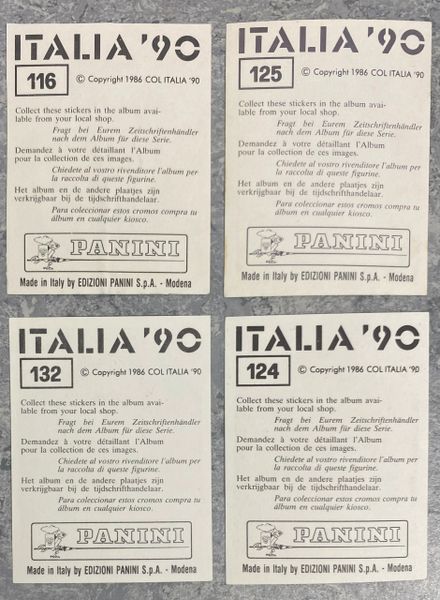 ITALIA '90
116
© Copyright 1986 COL ITALIA '90
Collect these stickers in the album avai-
lable from your local shop.
Fragt bei Eurem Zeitschriftenhändler
nach dem Album für diese Serie.
Demandez à votre détaillant l'Album
pour la collection de ces images.
Chiedete al vostro rivenditore l'album per
la raccolta di queste figurine.
Het album en de andere plaatjes zijn
verkrijgbaar bij de tijdschrifthandelaar.
Para coleccionar estos cromos compra tu
álbum en cualquier kiosco.
PANINI
Made in Italy by EDIZIONI PANINI S.p.A. - Modena
ITALIA '90
125
© Copyright 1986 COL ITALIA '90
Collect these stickers in the album avai-
lable from your local shop.
Fragt bei Eurem Zeitschriftenhändler
nach dem Album für diese Serie.
Demandez à votre détaillant l'Album
pour la collection de ces images.
Chiedete al vostro rivenditore l'album per
la raccolta di queste figurine.
Het album en de andere plaatjes zijn
verkrijgbaar bij de tijdschrifthandelaar.
Para coleccionar estos cromos compra tu
álbum en cualquier kiosco.
PANINI
Made in Italy by EDIZIONI PANINI S.p.A. - Modena
ITALIA '90
132
© Copyright 1986 COL ITALIA '90
Collect these stickers in the album avai-
lable from your local shop.
Fragt bei Eurem Zeitschriftenhändler
nach dem Album für diese Serie.
Demandez à votre détaillant l'Album
pour la collection de ces images.
Chiedete al vostro rivenditore l'album per
la raccolta di queste figurine.
Het album en de andere plaatjes zijn
verkrijgbaar bij de tijdschrifthandelaar.
Para coleccionar estos cromos compra tu
álbum en cualquier kiosco.
PANINI
Made in Italy by EDIZIONI PANINI S.p.A. - Modena
ITALIA '90
124
© Copyright 1986 COL ITALIA '90
Collect these stickers in the album avai-
lable from your local shop.
Fragt bei Eurem Zeitschriftenhändler
nach dem Album für diese Serie.
Demandez à votre détaillant l'Album
pour la collection de ces images.
Chiedete al vostro rivenditore l'album per
la raccolta di queste figurine.
Het album en de andere plaatjes zijn
verkrijgbaar bij de tijdschrifthandelaar.
Para coleccionar estos cromos compra tu
álbum en cualquier kiosco.
PANINI
Made in Italy by EDIZIONI PANINI S.p.A. - Modena